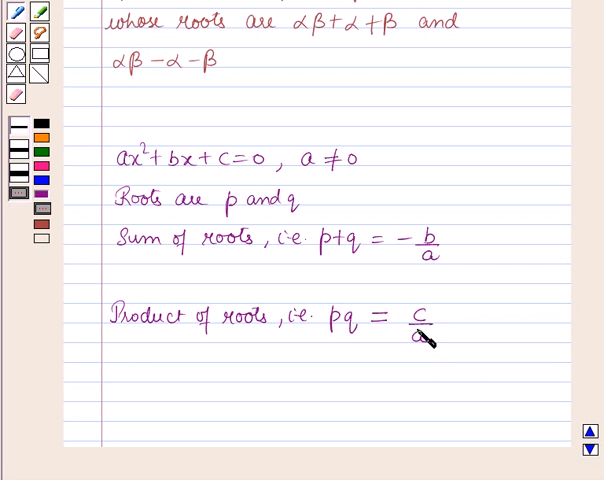 whose roots are αβ+α+β and
αβ-α-β
ax²+bx+c=0, a≠0
Roots are p and q
Sum of roots, i.e. p+q = -b/a
Product of roots, i.e. pq = c/a